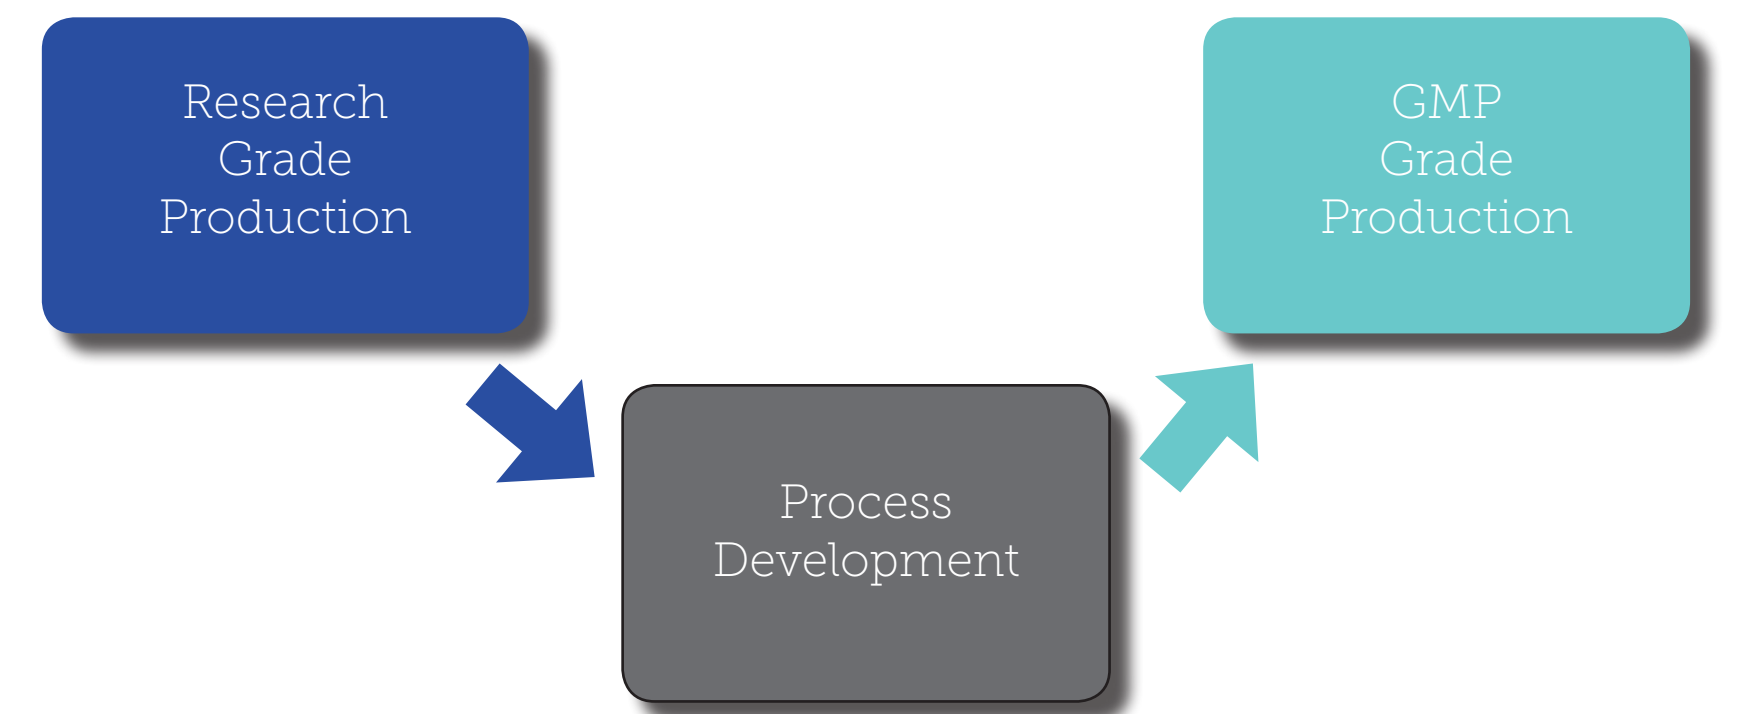 Research
Grade
Production
Process
Development
GMP
Grade
Production